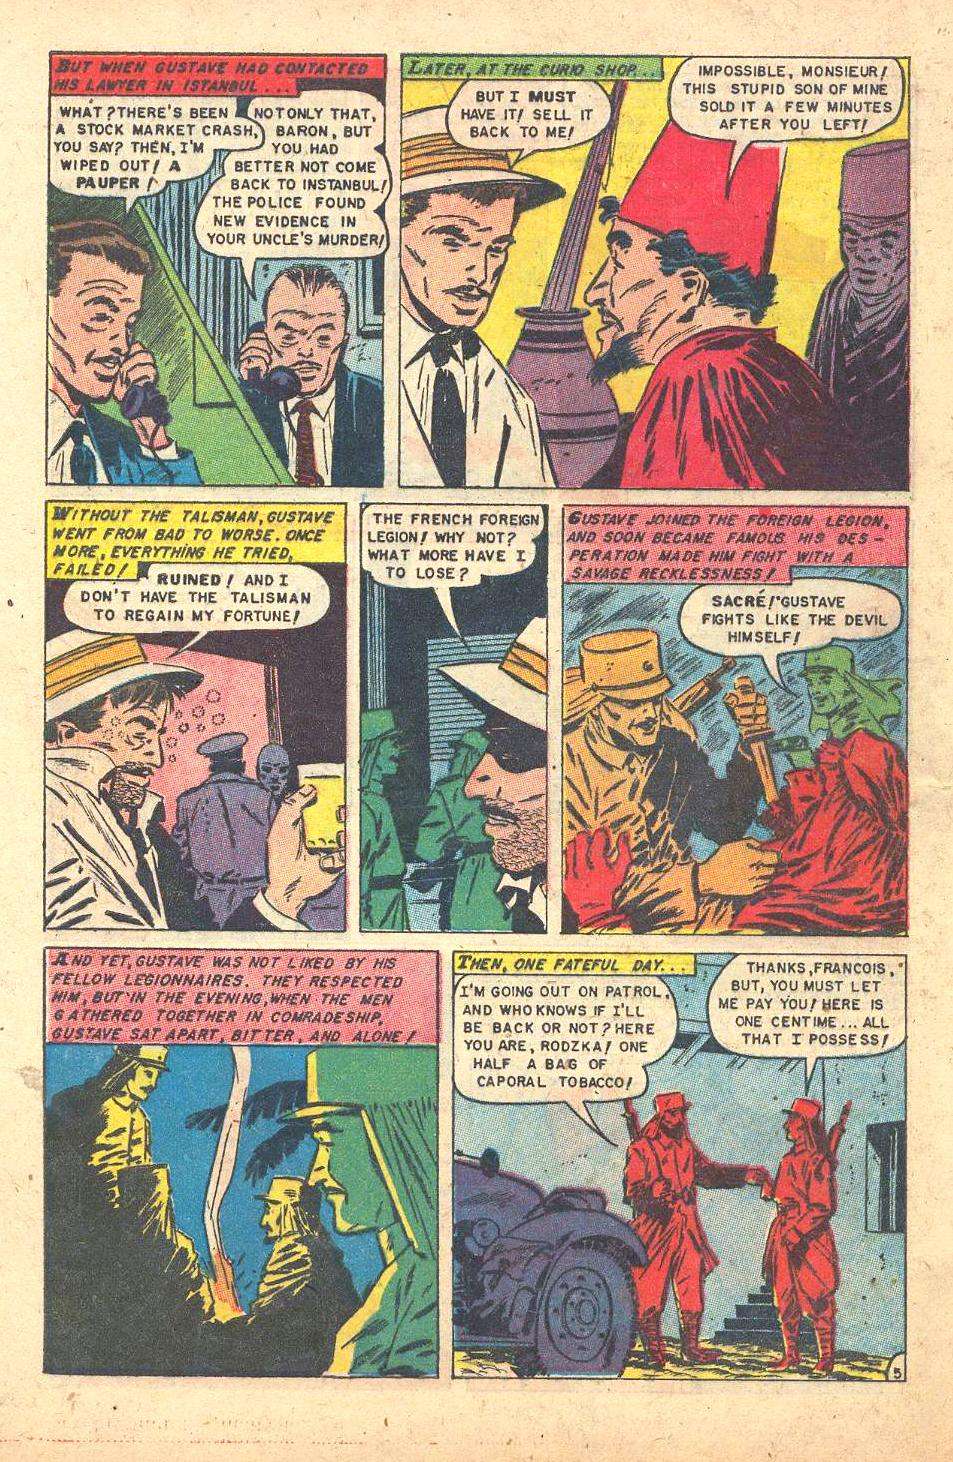 BUT WHEN GUSTAVE HAD CONTACTED
HIS LAWYER IN ISTANBUL...
WHAT? THERE'S BEEN
A STOCK MARKET CRASH,
YOU SAY? THEN, I'M
WIPED OUT! A
PAUPER!
NOT ONLY THAT,
BARON, BUT
YOU HAD
BETTER NOT COME
BACK TO INSTANBUL!
THE POLICE FOUND
NEW EVIDENCE IN
YOUR UNCLE'S MURDER!
LATER, AT THE CURIO SHOP...
BUT I MUST
HAVE IT! SELL IT
BACK TO ME!
IMPOSSIBLE, MONSIEUR!
THIS STUPID SON OF MINE
SOLD IT A FEW MINUTES
AFTER YOU LEFT!
WITHOUT THE TALISMAN, GUSTAVE
WENT FROM BAD TO WORSE. ONCE
MORE, EVERYTHING HE TRIED,
FAILED!
RUINED! AND I
DON'T HAVE THE TALISMAN
TO REGAIN MY FORTUNE!
THE FRENCH FOREIGN
LEGION! WHY NOT?
WHAT MORE HAVE I
TO LOSE?
GUSTAVE JOINED THE FOREIGN LEGION,
AND SOON BECAME FAMOUS HIS DES-
PERATION MADE HIM FIGHT WITH A
SAVAGE RECKLESSNESS!
SACRÉ! GUSTAVE
FIGHTS LIKE THE DEVIL
HIMSELF!
AND YET, GUSTAVE WAS NOT LIKED BY HIS
FELLOW LEGIONNAIRES. THEY RESPECTED
HIM, BUT IN THE EVENING, WHEN THE MEN
GATHERED TOGETHER IN COMRADESHIP,
GUSTAVE SAT APART, BITTER, AND ALONE!
THEN, ONE FATEFUL DAY...
I'M GOING OUT ON PATROL,
AND WHO KNOWS IF I'LL
BE BACK OR NOT? HERE
YOU ARE, RODZKA! ONE
HALF A BAG OF
CAPORAL TOBACCO!
THANKS, FRANCOIS,
BUT, YOU MUST LET
ME PAY YOU! HERE IS
ONE CENTIME... ALL
THAT I POSSESS!
5